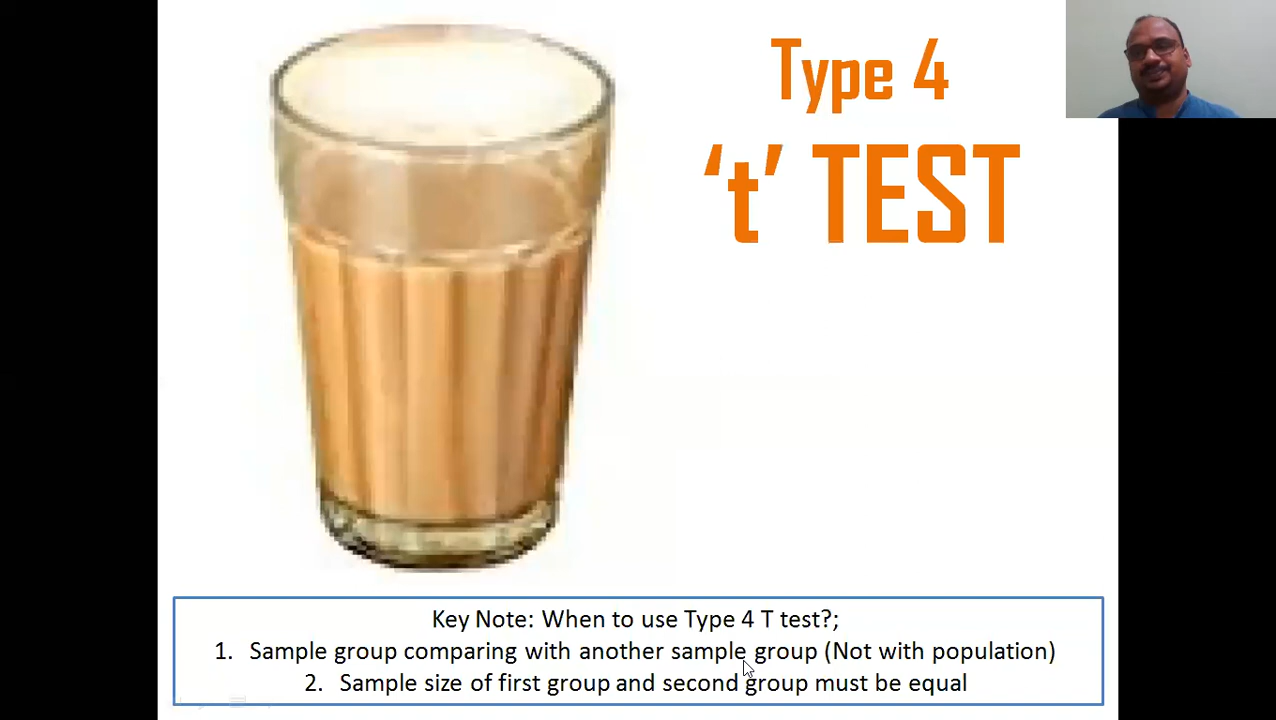 Type 4
‘t’ TEST
Key Note: When to use Type 4 T test?;
1. Sample group comparing with another sample group (Not with population)
2. Sample size of first group and second group must be equal